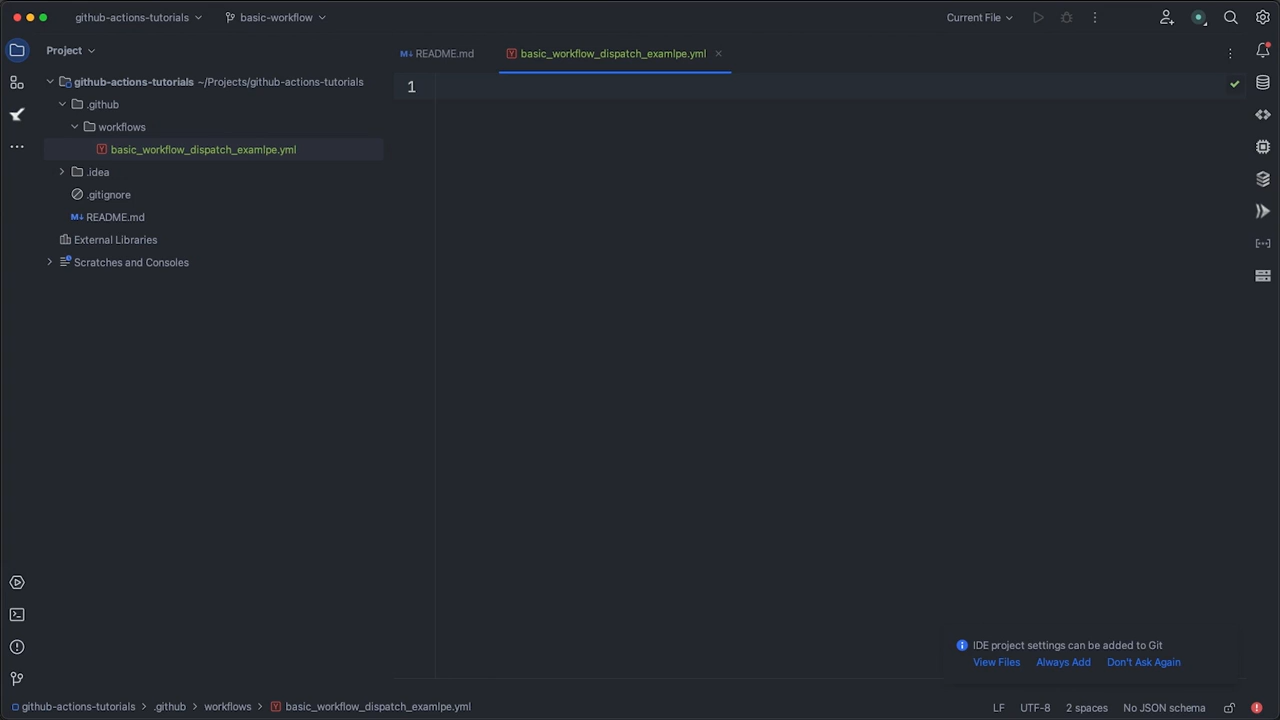 github-actions-tutorials
basic-workflow
Current File
Project
README.md
basic_workflow_dispatch_examlpe.yml
github-actions-tutorials ~/Projects/github-actions-tutorials
.github
workflows
basic_workflow_dispatch_examlpe.yml
.idea
.gitignore
README.md
External Libraries
Scratches and Consoles
1
IDE project settings can be added to Git
View Files Always Add Don't Ask Again
github-actions-tutorials .github workflows basic_workflow_dispatch_examlpe.yml
LF UTF-8 2 spaces No JSON schema